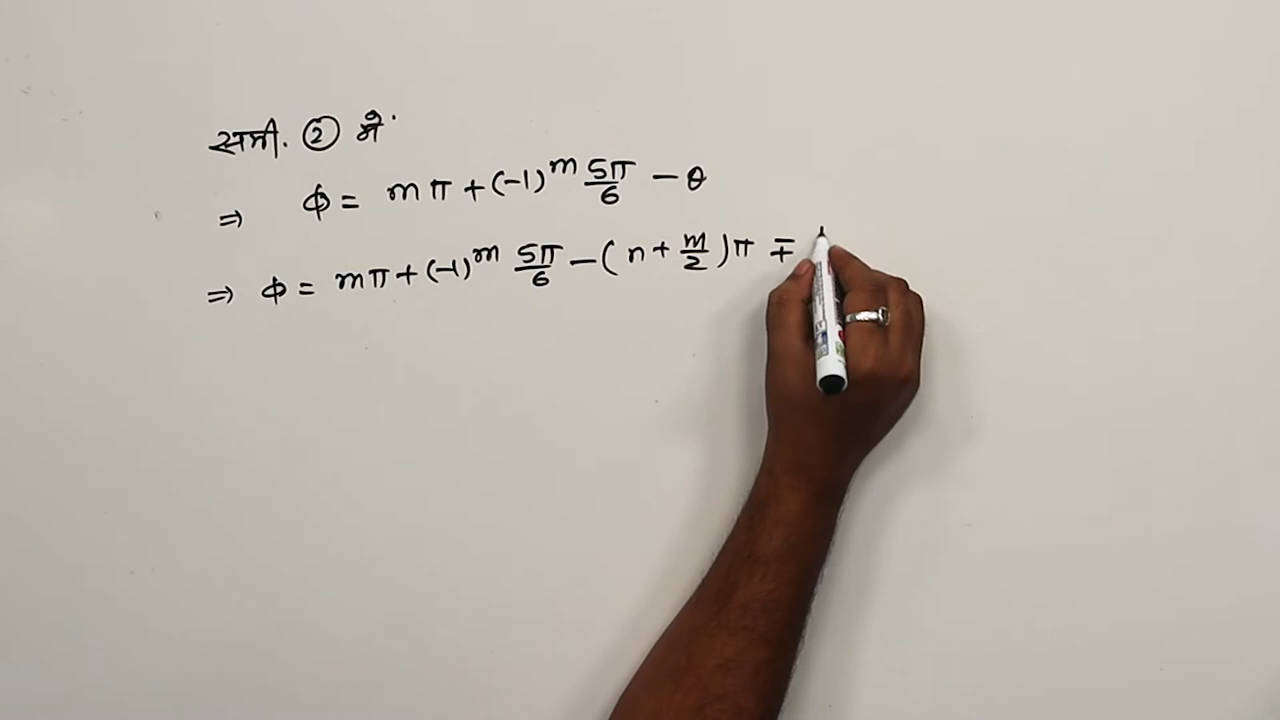 समी. ② में
⇒ Φ = mπ + (-1)^m 5π/6 - θ
⇒ Φ = mπ + (-1)^m 5π/6 - (n + m/2)π ∓